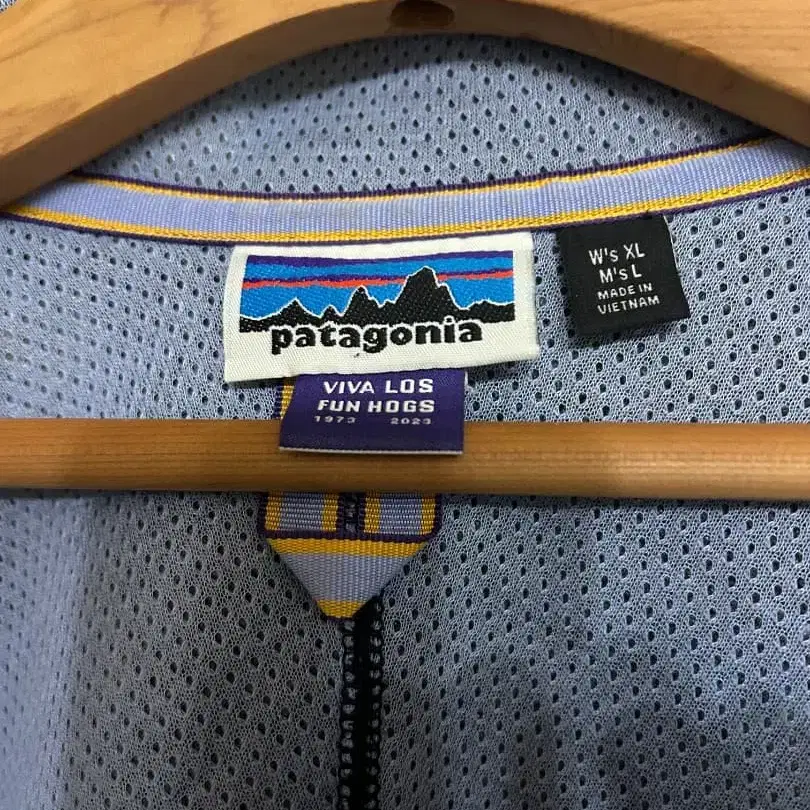 patagonia
W's XL
M's L
MADE IN
VIETNAM
VIVA LOS
FUN HOGS
1973 2023